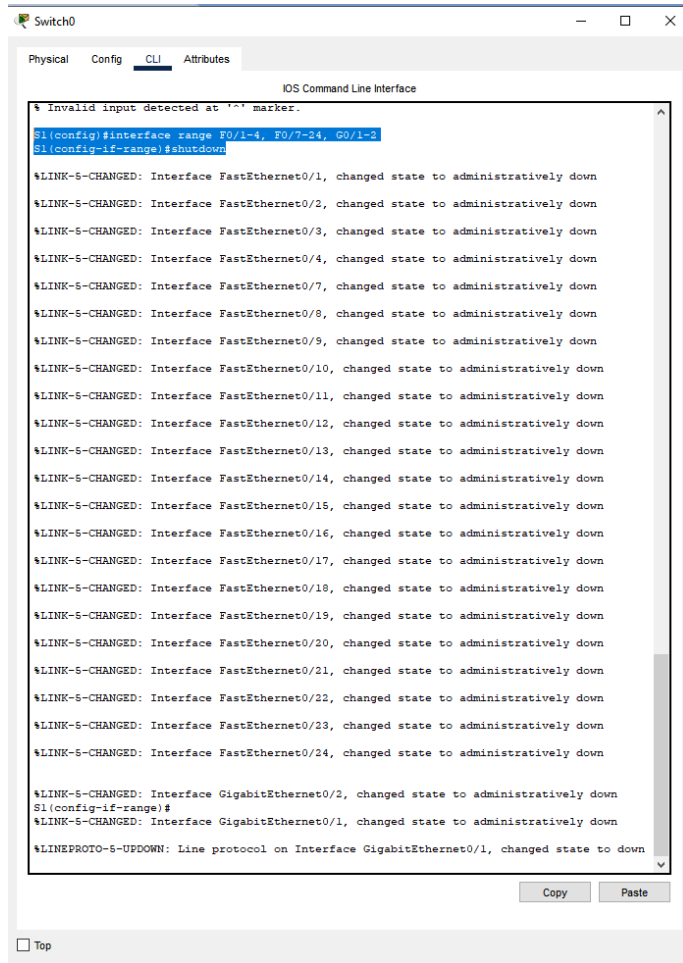 Switch0
Physical Config CLI Attributes
IOS Command Line Interface
% Invalid input detected at '^' marker.
S1(config)#interface range F0/1-4, F0/7-24, G0/1-2
S1(config-if-range)#shutdown
%LINK-5-CHANGED: Interface FastEthernet0/1, changed state to administratively down
%LINK-5-CHANGED: Interface FastEthernet0/2, changed state to administratively down
%LINK-5-CHANGED: Interface FastEthernet0/3, changed state to administratively down
%LINK-5-CHANGED: Interface FastEthernet0/4, changed state to administratively down
%LINK-5-CHANGED: Interface FastEthernet0/7, changed state to administratively down
%LINK-5-CHANGED: Interface FastEthernet0/8, changed state to administratively down
%LINK-5-CHANGED: Interface FastEthernet0/9, changed state to administratively down
%LINK-5-CHANGED: Interface FastEthernet0/10, changed state to administratively down
%LINK-5-CHANGED: Interface FastEthernet0/11, changed state to administratively down
%LINK-5-CHANGED: Interface FastEthernet0/12, changed state to administratively down
%LINK-5-CHANGED: Interface FastEthernet0/13, changed state to administratively down
%LINK-5-CHANGED: Interface FastEthernet0/14, changed state to administratively down
%LINK-5-CHANGED: Interface FastEthernet0/15, changed state to administratively down
%LINK-5-CHANGED: Interface FastEthernet0/16, changed state to administratively down
%LINK-5-CHANGED: Interface FastEthernet0/17, changed state to administratively down
%LINK-5-CHANGED: Interface FastEthernet0/18, changed state to administratively down
%LINK-5-CHANGED: Interface FastEthernet0/19, changed state to administratively down
%LINK-5-CHANGED: Interface FastEthernet0/20, changed state to administratively down
%LINK-5-CHANGED: Interface FastEthernet0/21, changed state to administratively down
%LINK-5-CHANGED: Interface FastEthernet0/22, changed state to administratively down
%LINK-5-CHANGED: Interface FastEthernet0/23, changed state to administratively down
%LINK-5-CHANGED: Interface FastEthernet0/24, changed state to administratively down
%LINK-5-CHANGED: Interface GigabitEthernet0/2, changed state to administratively down
S1(config-if-range)#
%LINK-5-CHANGED: Interface GigabitEthernet0/1, changed state to administratively down
%LINEPROTO-5-UPDOWN: Line protocol on Interface GigabitEthernet0/1, changed state to down
Copy Paste
Top